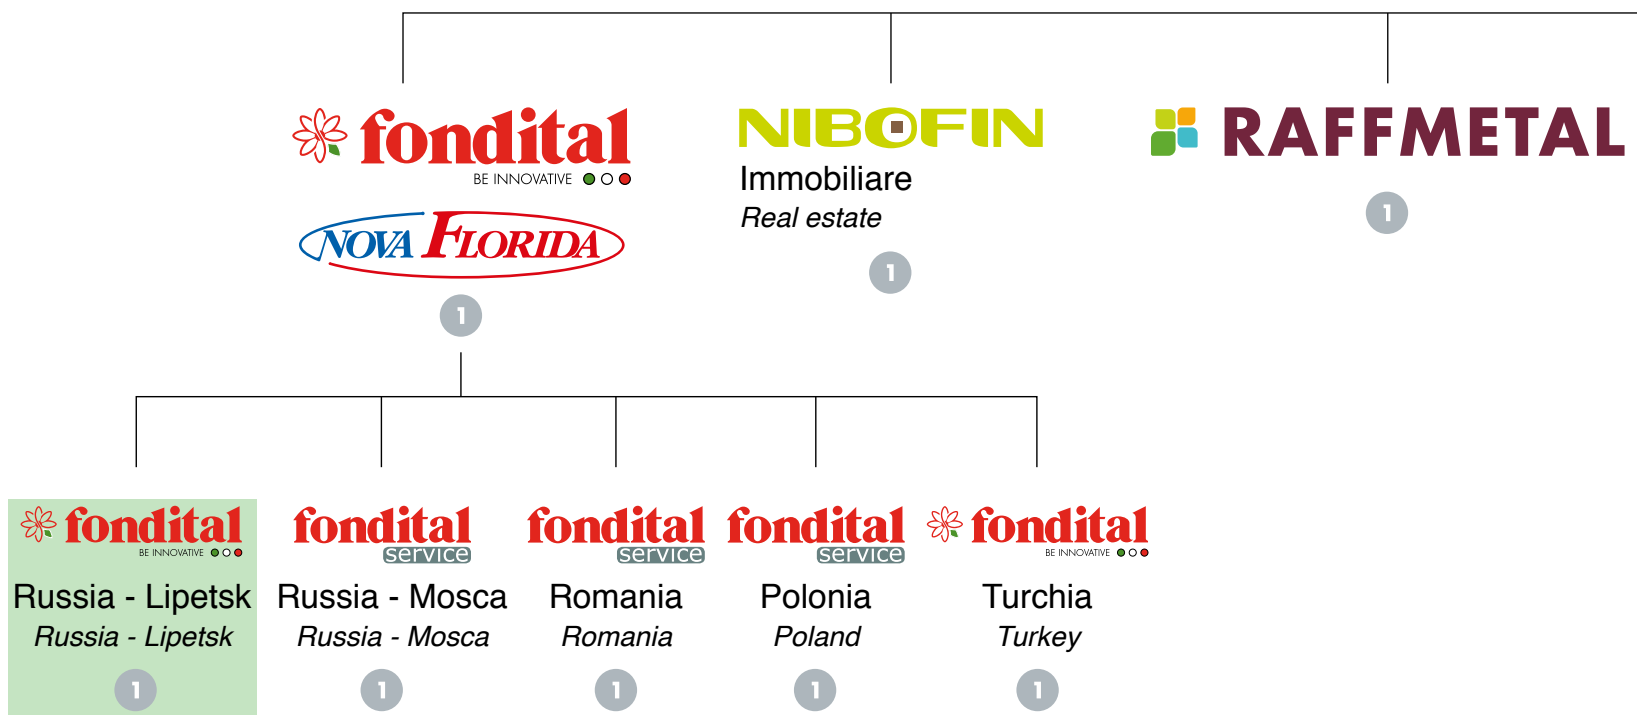 fondital
BE INNOVATIVE
NOVA FLORIDA
1
NIBOFIN
Immobiliare
Real estate
1
RAFFMETAL
1
fondital
BE INNOVATIVE
Russia - Lipetsk
Russia - Lipetsk
1
fondital
service
Russia - Mosca
Russia - Mosca
1
fondital
service
Romania
Romania
1
fondital
service
Polonia
Poland
1
fondital
BE INNOVATIVE
Turchia
Turkey
1